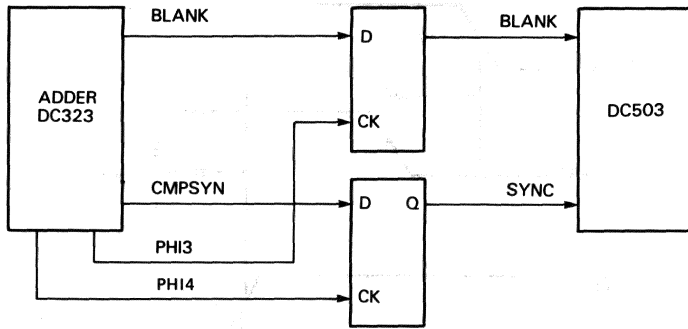 BLANK
BLANK
D
ADDER
DC323
DC503
CK
CMPSYN
SYNC
D
Q
PHI3
PHI4
CK